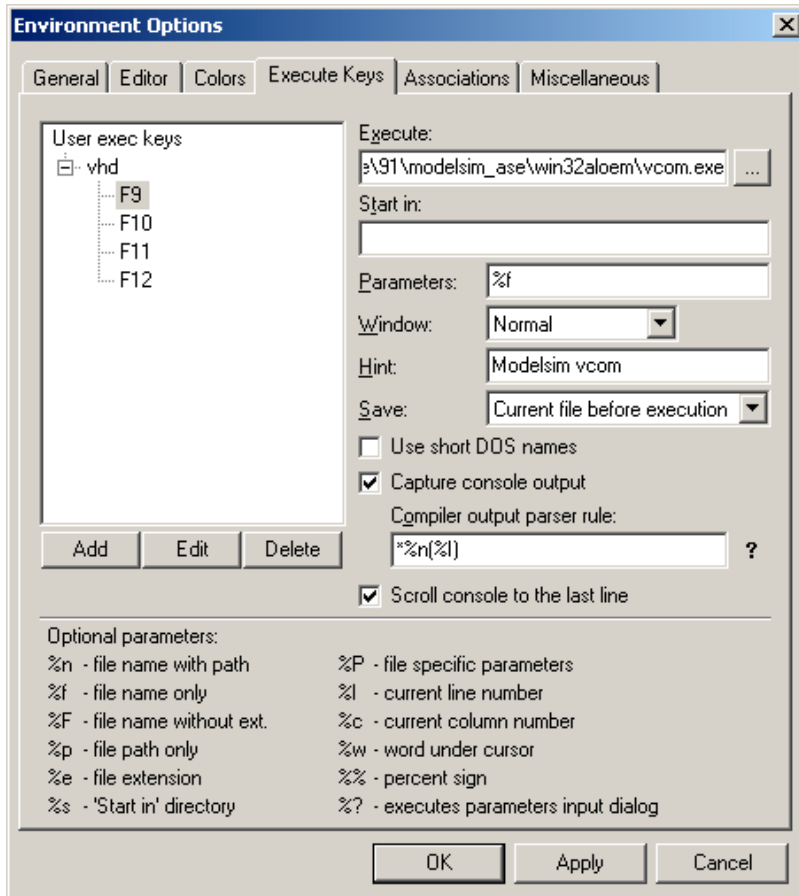 Environment Options
General Editor Colors Execute Keys Associations Miscellaneous
User exec keys
vhd
F9
F10
F11
F12
Add Edit Delete
Execute:
e\91\modelsim_ase\win32aloem\vcom.exe ...
Start in:
Parameters: %f
Window: Normal
Hint: Modelsim vcom
Save: Current file before execution
Use short DOS names
Capture console output
Compiler output parser rule:
*%n(%l) ?
Scroll console to the last line
Optional parameters:
%n - file name with path
%f - file name only
%F - file name without ext.
%p - file path only
%e - file extension
%s - 'Start in' directory
%P - file specific parameters
%l - current line number
%c - current column number
%w - word under cursor
%% - percent sign
%? - executes parameters input dialog
OK Apply Cancel